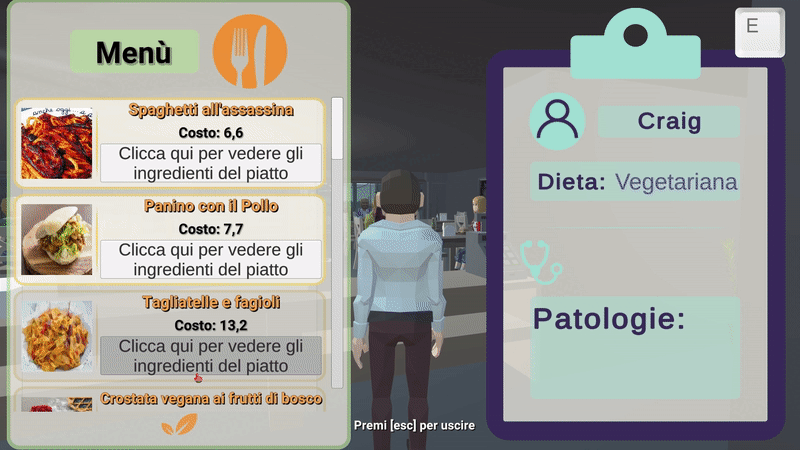 Menù
Spaghetti all'assassina
Costo: 6,6
Clicca qui per vedere gli
ingredienti del piatto
Panino con il Pollo
Costo: 7,7
Clicca qui per vedere gli
ingredienti del piatto
Tagliatelle e fagioli
Costo: 13,2
Clicca qui per vedere gli
ingredienti del piatto
Crostata vegana ai frutti di bosco
Premi [esc] per uscire
E
Craig
Dieta: Vegetariana
Patologie: